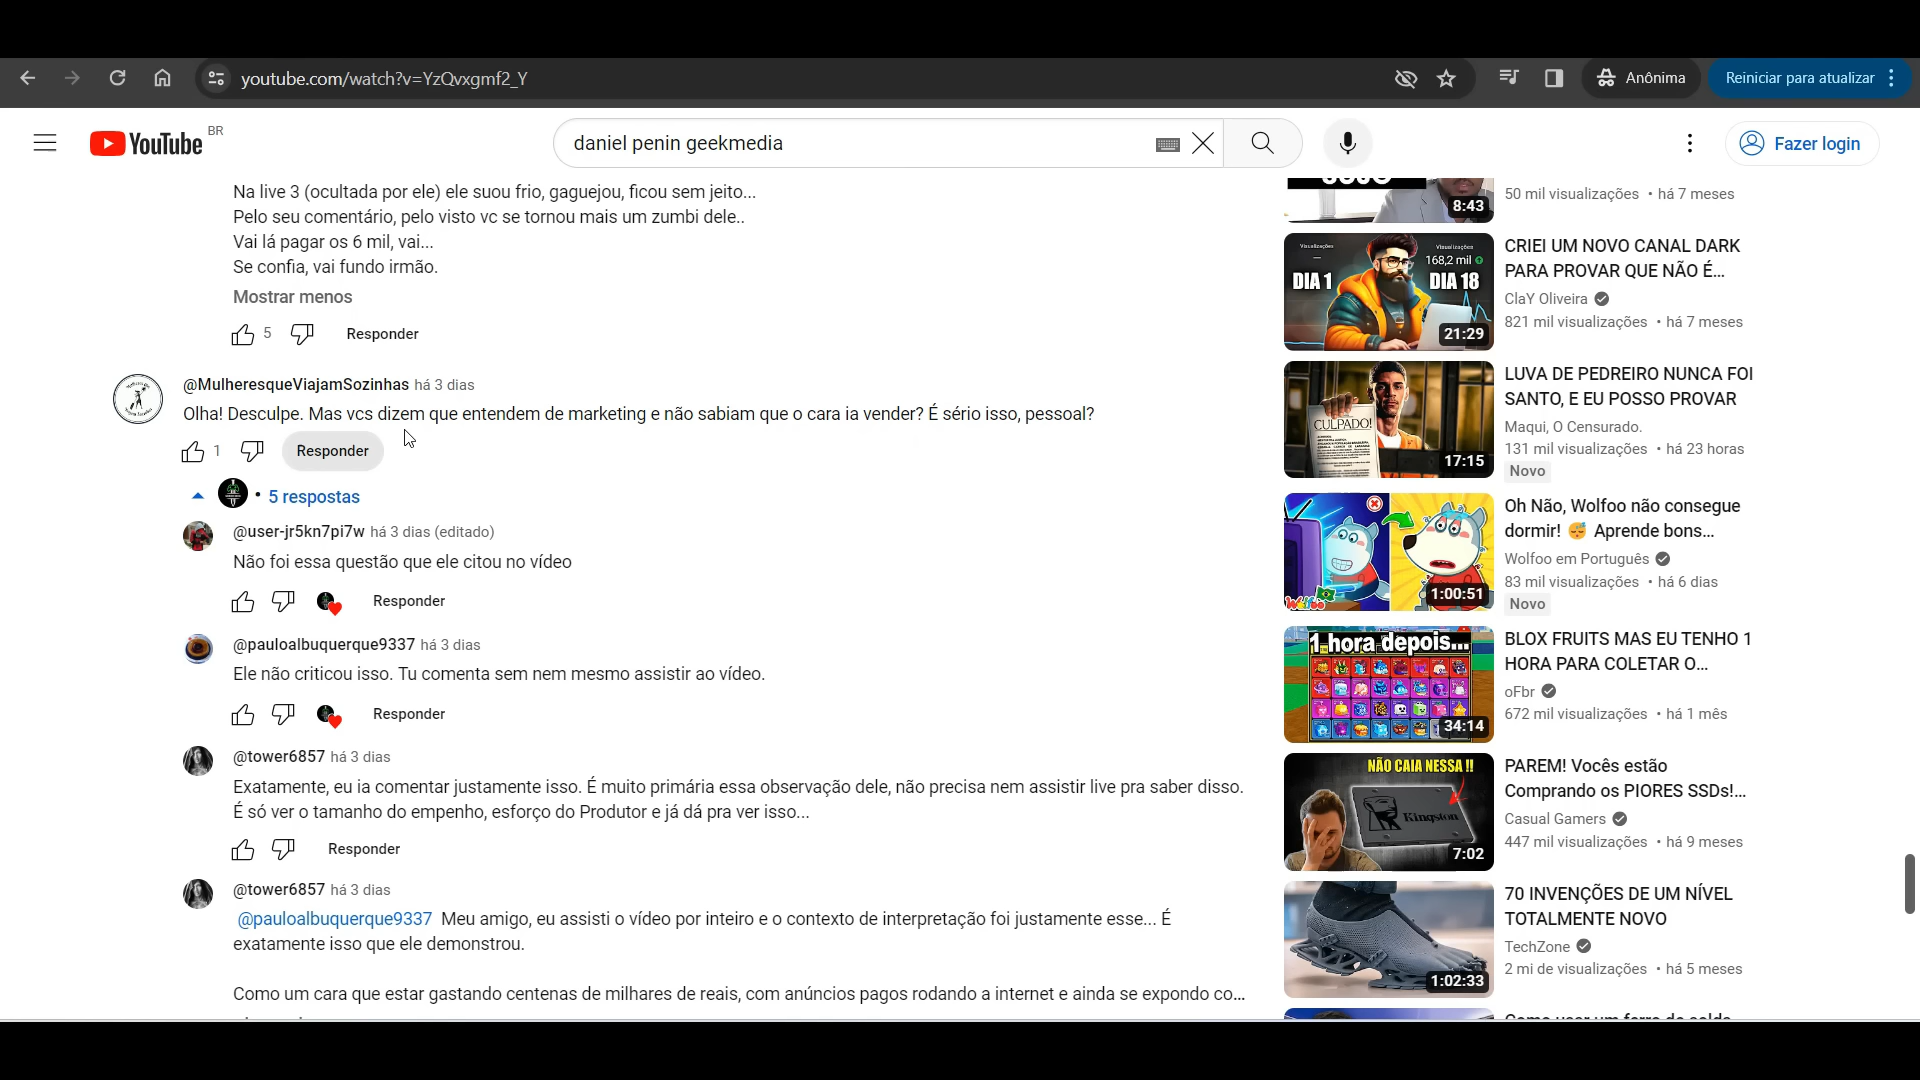 youtube.com/watch?v=YzQvxgmf2_Y
Anônima
Reiniciar para atualizar
YouTube BR
daniel penin geekmedia
Fazer login
Na live 3 (ocultada por ele) ele suou frio, gaguejou, ficou sem jeito...
Pelo seu comentário, pelo visto vc se tornou mais um zumbi dele..
Vai lá pagar os 6 mil, vai...
Se confia, vai fundo irmão.
Mostrar menos
5 Responder
@MulheresqueViajamSozinhas há 3 dias
Olha! Desculpe. Mas vcs dizem que entendem de marketing e não sabiam que o cara ia vender? É sério isso, pessoal?
1 Responder
• 5 respostas
@user-jr5kn7pi7w há 3 dias (editado)
Não foi essa questão que ele citou no vídeo
Responder
@pauloalbuquerque9337 há 3 dias
Ele não criticou isso. Tu comenta sem nem mesmo assistir ao vídeo.
Responder
@tower6857 há 3 dias
Exatamente, eu ia comentar justamente isso. É muito primária essa observação dele, não precisa nem assistir live pra saber disso.
É só ver o tamanho do empenho, esforço do Produtor e já dá pra ver isso...
Responder
@tower6857 há 3 dias
@pauloalbuquerque9337 Meu amigo, eu assisti o vídeo por inteiro e o contexto de interpretação foi justamente esse... É
exatamente isso que ele demonstrou.
Como um cara que estar gastando centenas de milhares de reais, com anúncios pagos rodando a internet e ainda se expondo co...
8:43
50 mil visualizações • há 7 meses
Visualizações
Visualizações
168,2 mil
DIA 1
DIA 18
21:29
CRIEI UM NOVO CANAL DARK
PARA PROVAR QUE NÃO É...
ClaY Oliveira
821 mil visualizações • há 7 meses
CULPADO!
17:15
LUVA DE PEDREIRO NUNCA FOI
SANTO, E EU POSSO PROVAR
Maqui, O Censurado.
131 mil visualizações • há 23 horas
Novo
Wolfoo
1:00:51
Oh Não, Wolfoo não consegue
dormir! 😴 Aprende bons...
Wolfoo em Português
83 mil visualizações • há 6 dias
Novo
1 hora depois...
34:14
BLOX FRUITS MAS EU TENHO 1
HORA PARA COLETAR O...
oFbr
672 mil visualizações • há 1 mês
NÃO CAIA NESSA !!
Kingston
7:02
PAREM! Vocês estão
Comprando os PIORES SSDs!...
Casual Gamers
447 mil visualizações • há 9 meses
1:02:33
70 INVENÇÕES DE UM NÍVEL
TOTALMENTE NOVO
TechZone
2 mi de visualizações • há 5 meses